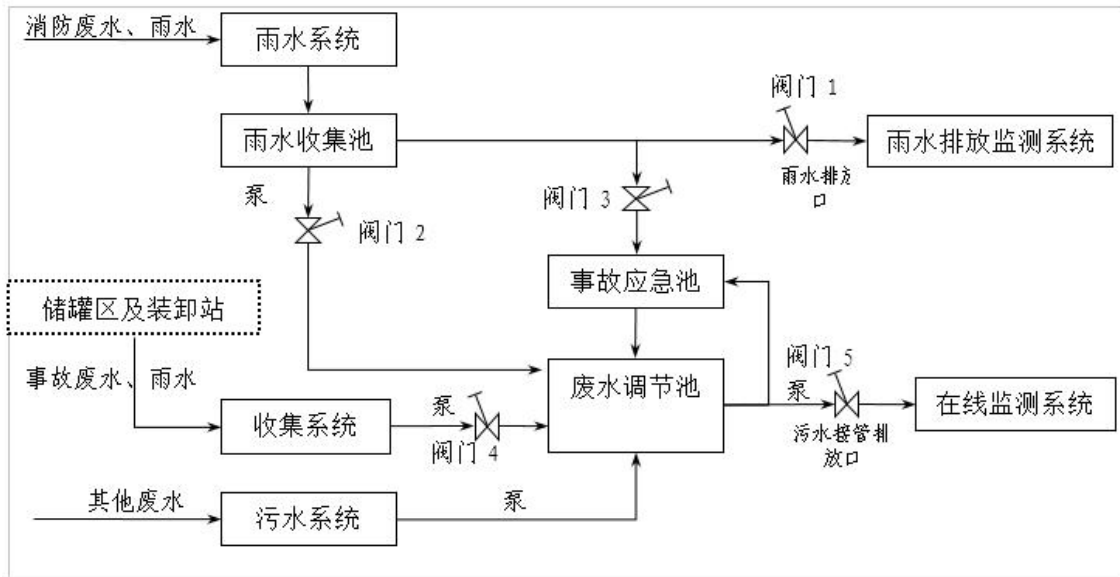 消防废水、雨水
雨水系统
阀门 1
雨水收集池
雨水排放监测系统
泵
雨水排放
口
阀门 3
阀门 2
事故应急池
储罐区及装卸站
阀门 5
事故废水、雨水
废水调节池
泵
泵
收集系统
在线监测系统
阀门 4
污水接管排
放口
其他废水
污水系统
泵